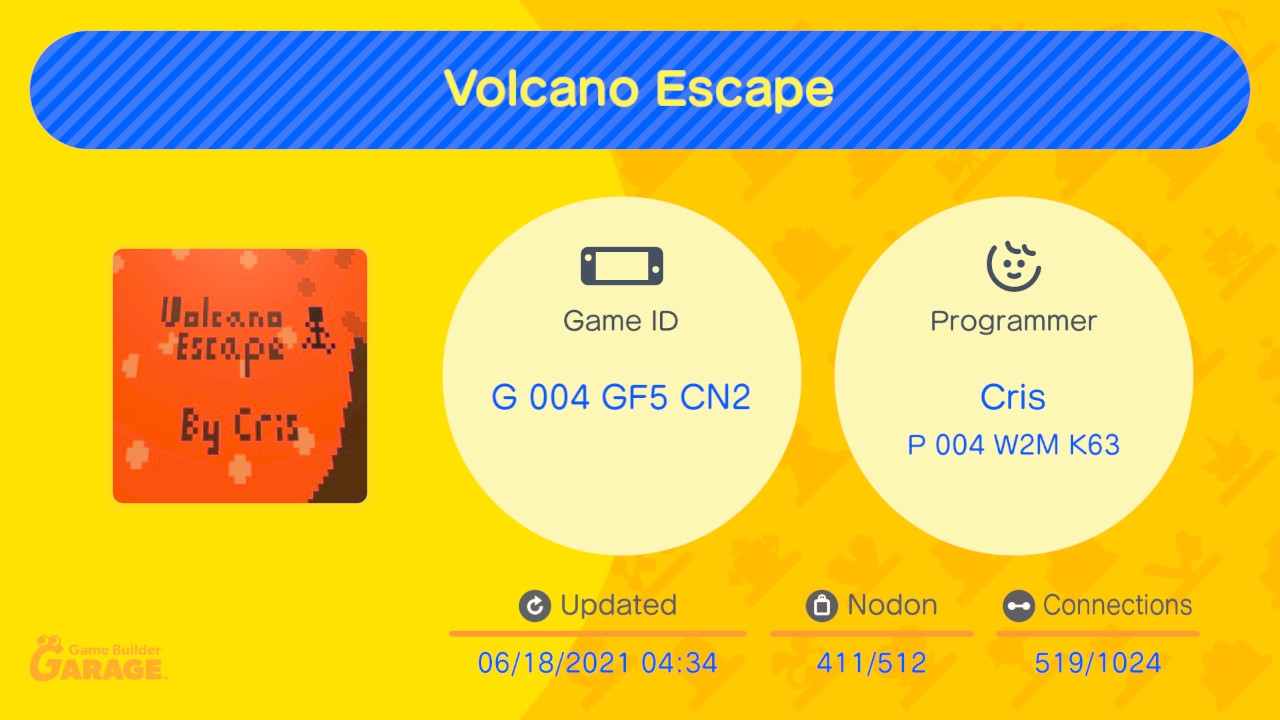 Volcano Escape
Volcano
Escape
By Cris
Game ID
G 004 GF5 CN2
Programmer
Cris
P 004 W2M K63
Updated
Nodon
Connections
06/18/2021 04:34
411/512
519/1024
Game Builder
GARAGE™